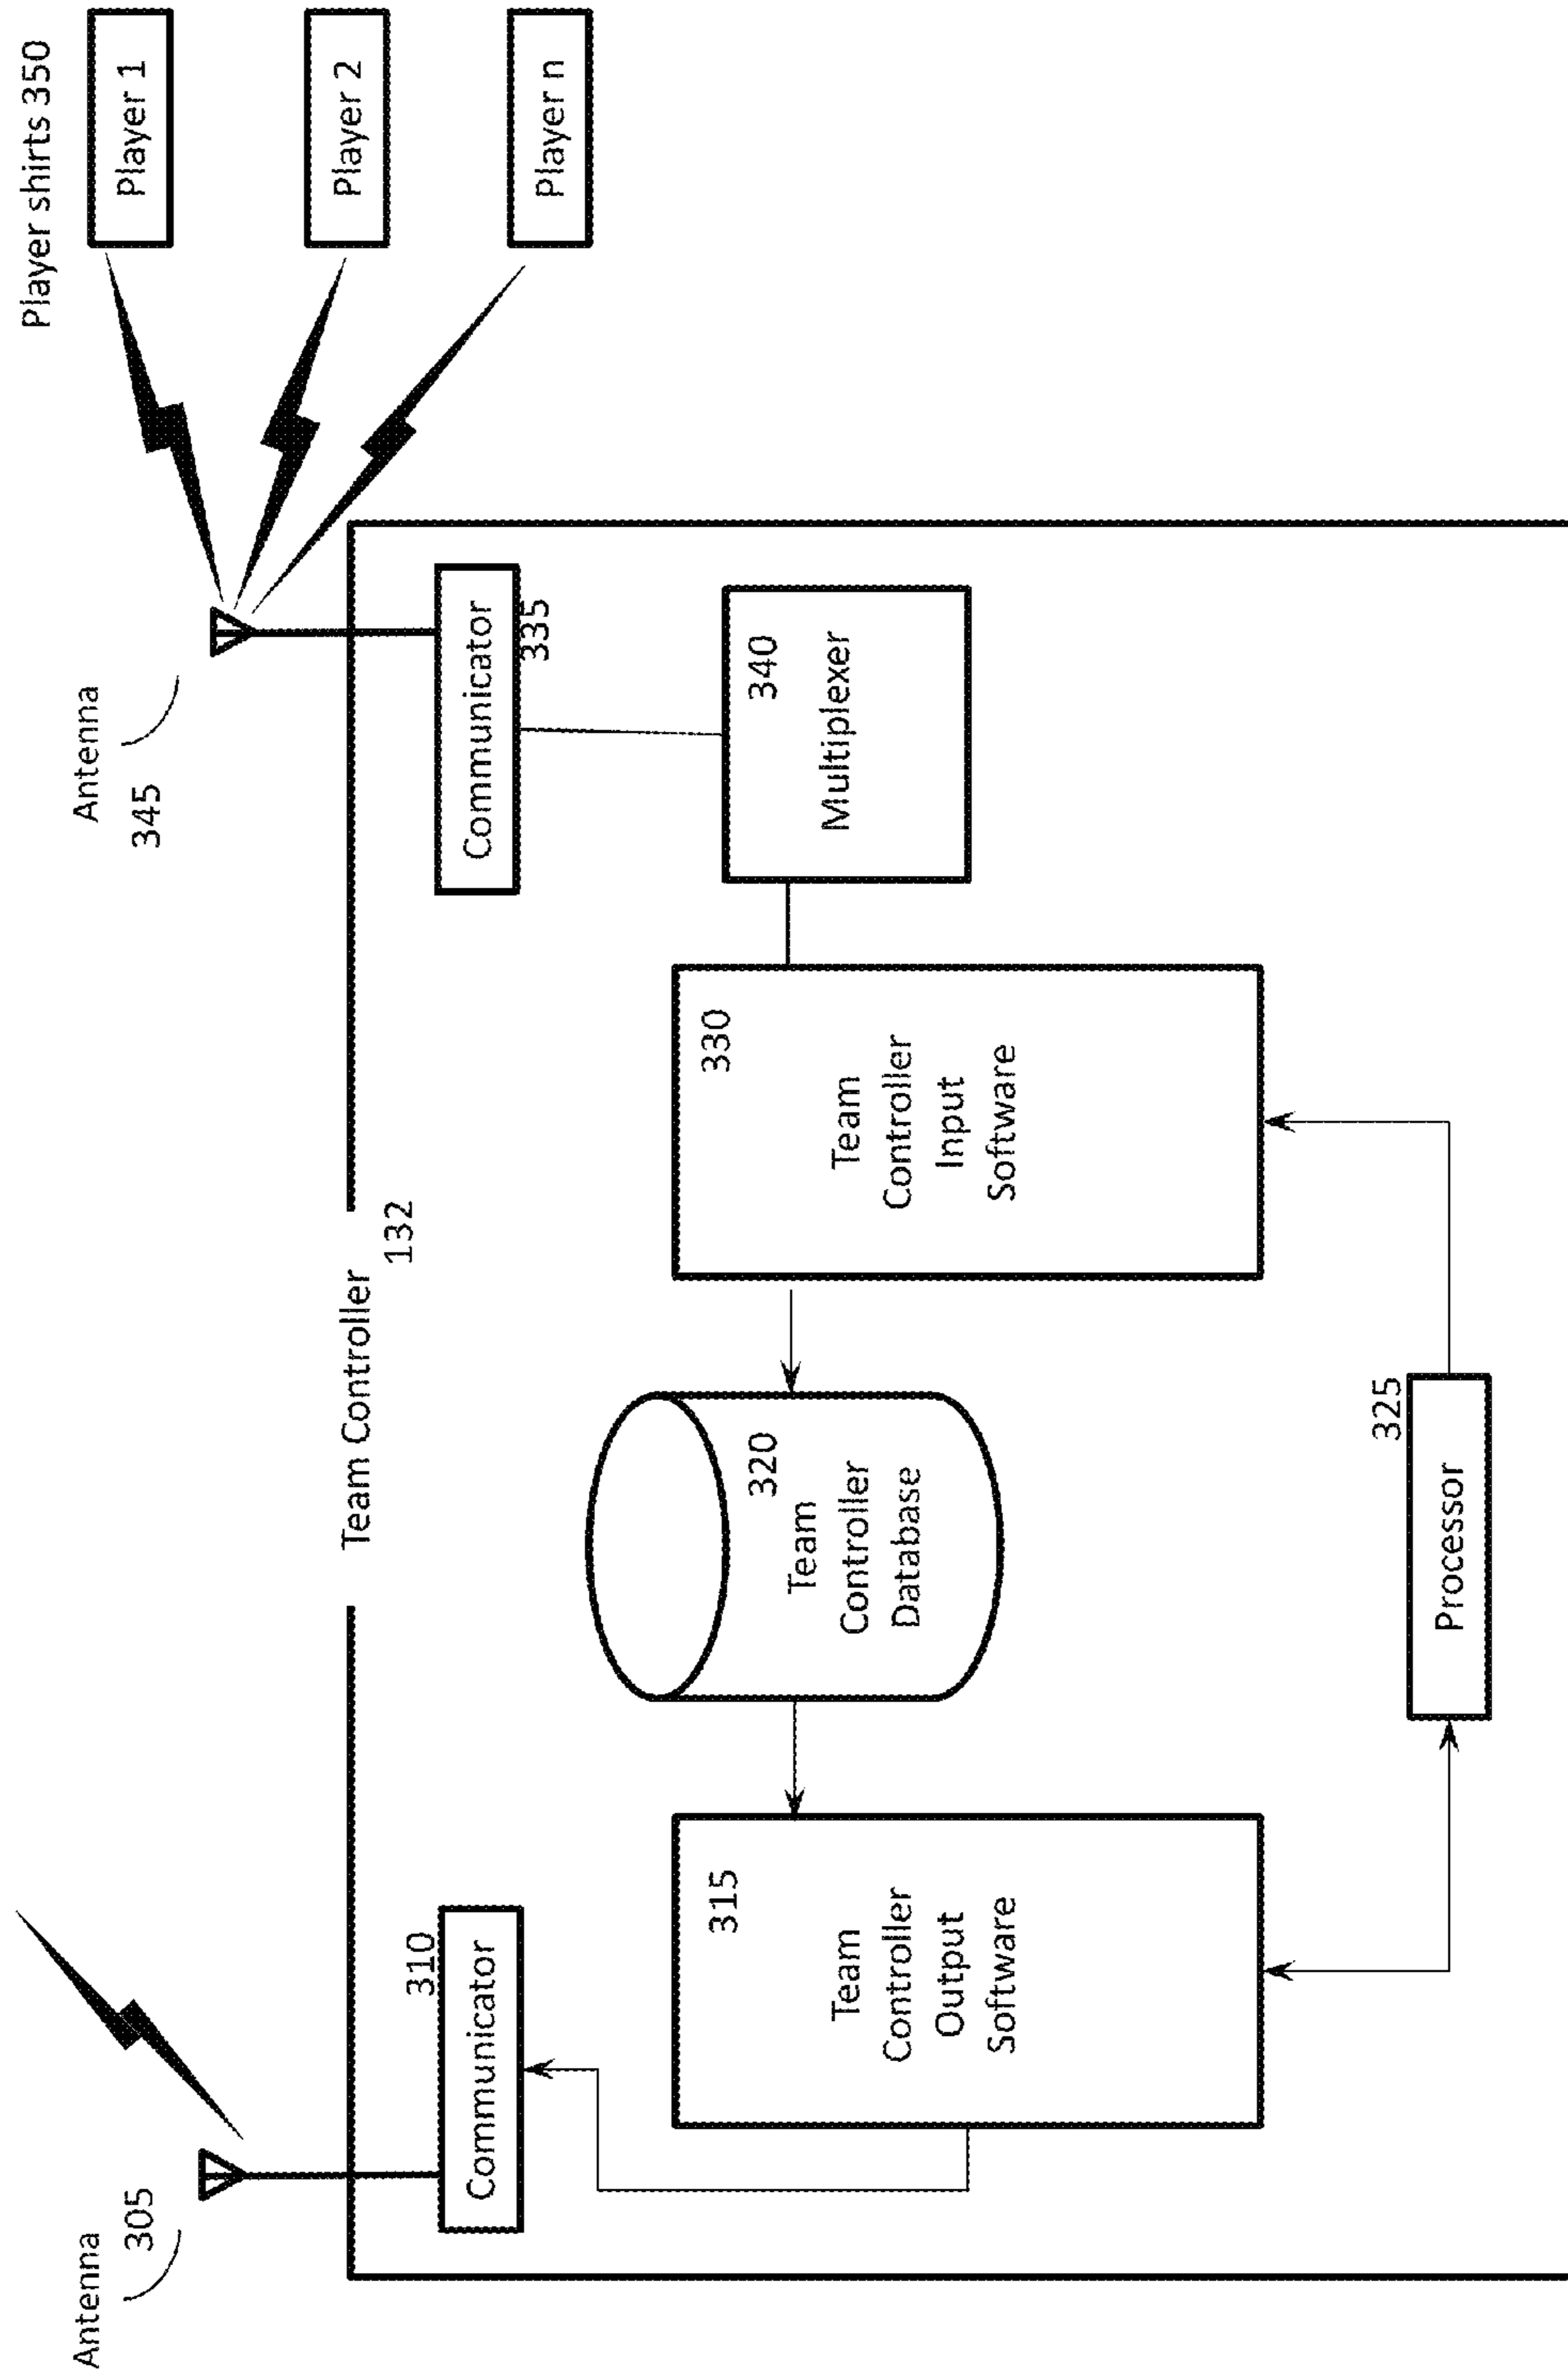 Antenna
305
Antenna
345
Player shirts 350
Player 1
Player 2
Player n
Team Controller
132
310
Communicator
Communicator
335
315
Team
Controller
Output
Software
320
Team
Controller
Database
330
Team
Controller
Input
Software
340
Multiplexer
325
Processor